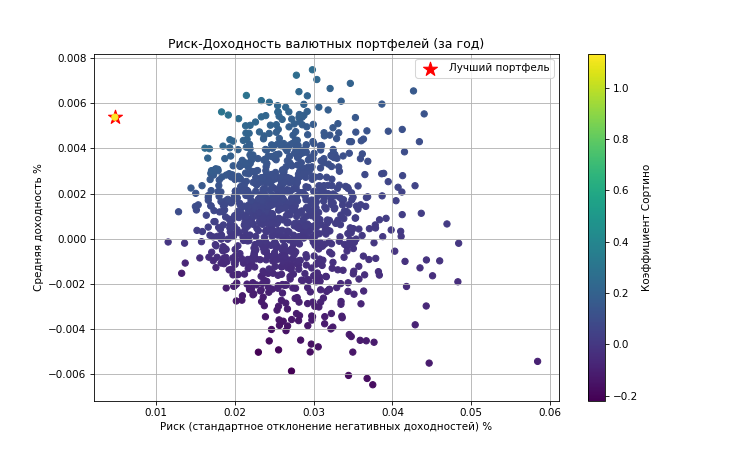 Риск-Доходность валютных портфелей (за год)
Лучший портфель
0.008
0.006
0.004
0.002
0.000
−0.002
−0.004
−0.006
Средняя доходность %
0.01 0.02 0.03 0.04 0.05 0.06
Риск (стандартное отклонение негативных доходностей) %
1.0
0.8
0.6
0.4
0.2
0.0
−0.2
Коэффициент Сортино